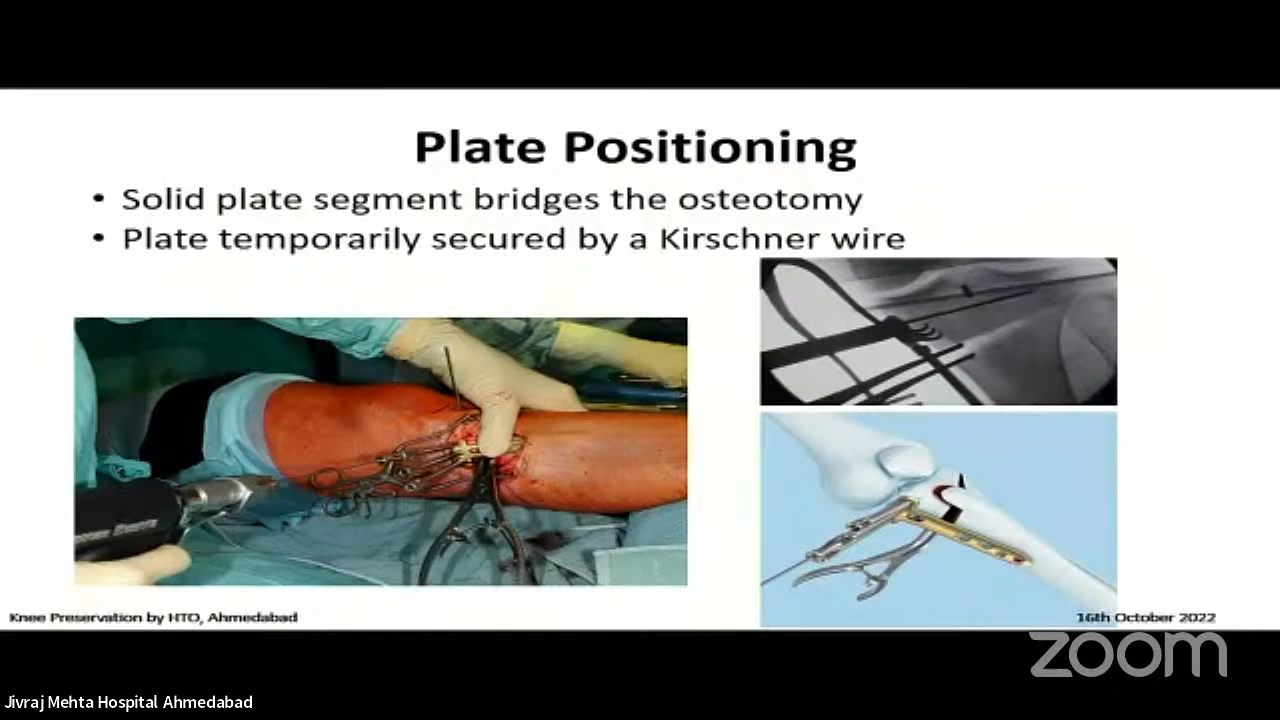 Plate Positioning
• Solid plate segment bridges the osteotomy
• Plate temporarily secured by a Kirschner wire
Knee Preservation by HTO, Ahmedabad
16th October 2022
zoom
Jivraj Mehta Hospital Ahmedabad